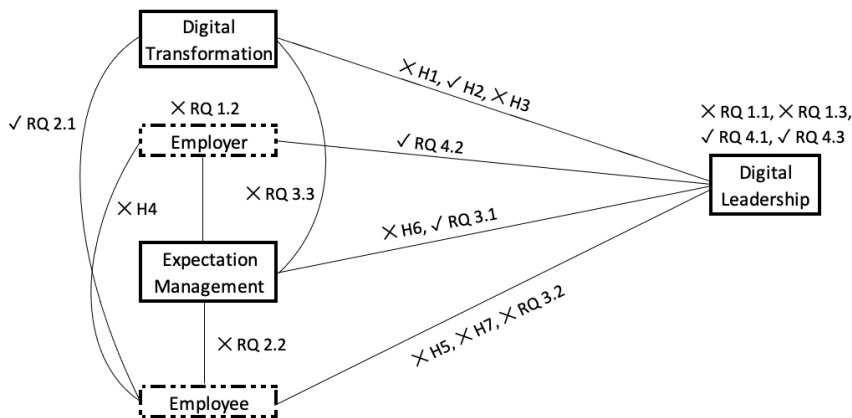 Digital
Transformation
✕ H1, ✓ H2, ✕ H3
✕ RQ 1.2
✓ RQ 2.1
Employer
✓ RQ 4.2
✕ RQ 1.1, ✕ RQ 1.3,
✓ RQ 4.1, ✓ RQ 4.3
Digital
Leadership
✕ H4
✕ RQ 3.3
✕ H6, ✓ RQ 3.1
Expectation
Management
✕ RQ 2.2
✕ H5, ✕ H7, ✕ RQ 3.2
Employee